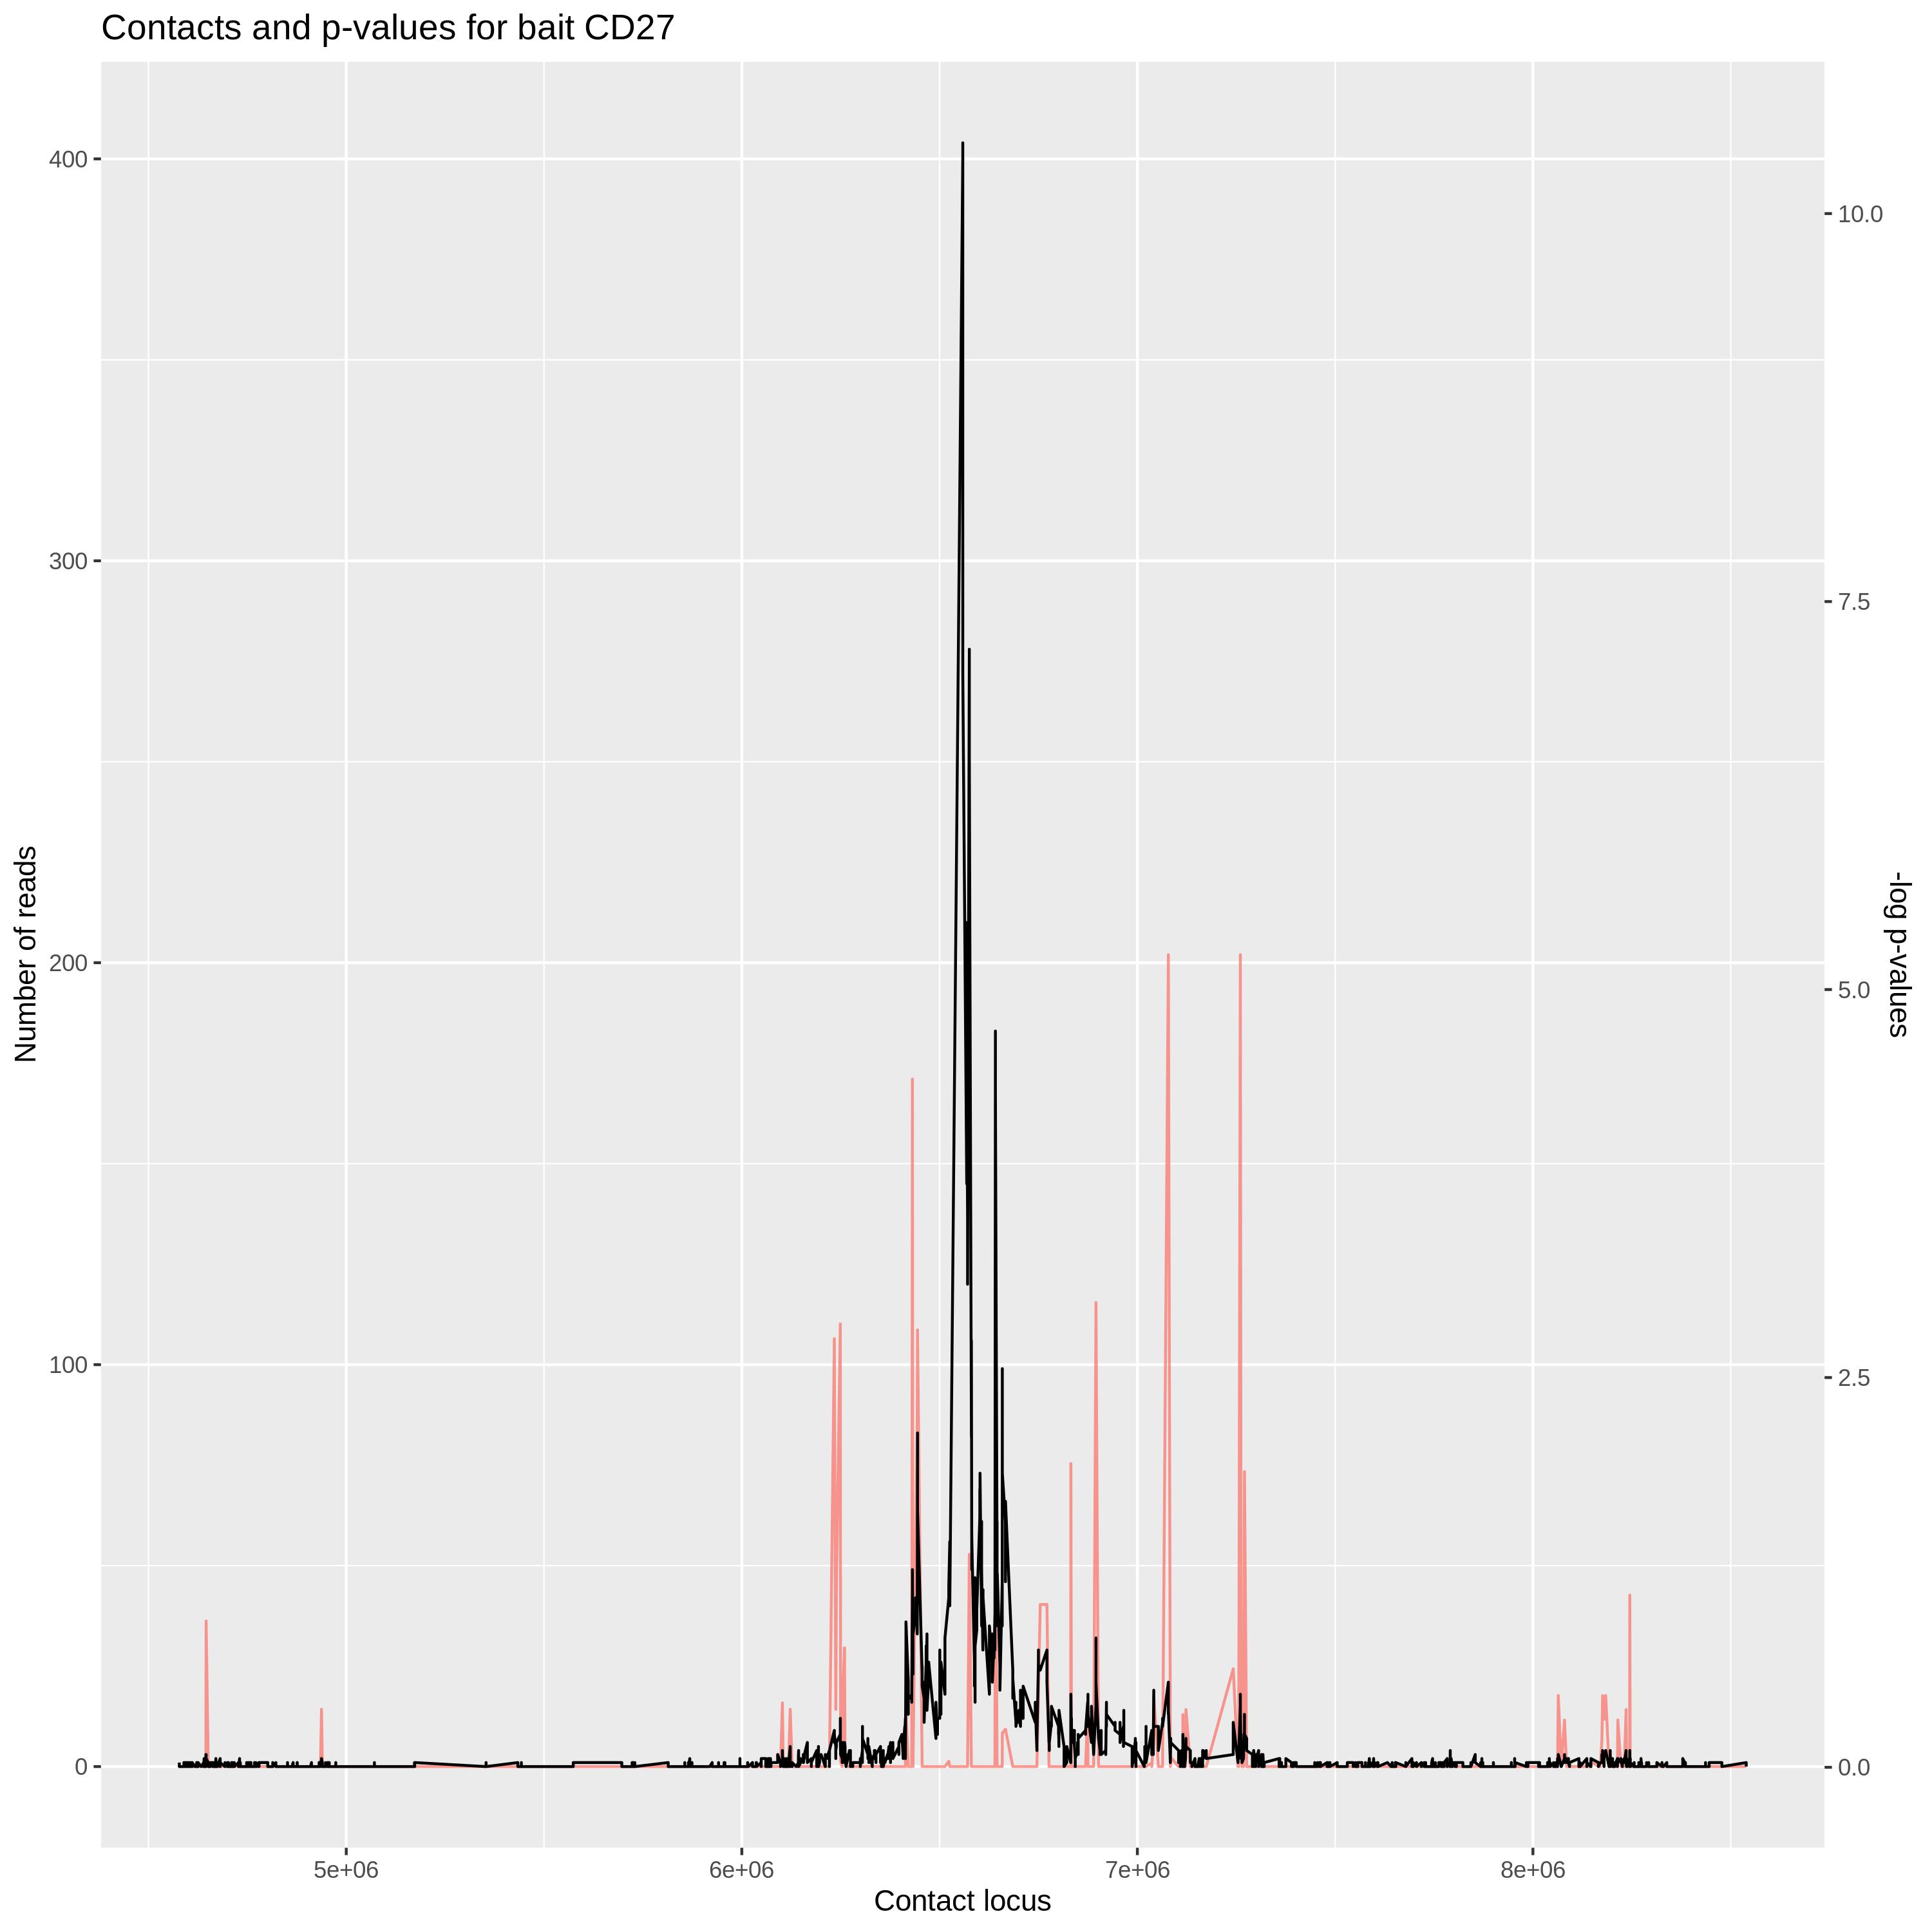 Contacts and p-values for bait CD27
400
300
200
100
0
Number of reads
10.0
7.5
5.0
2.5
0.0
-log p-values
5e+06
6e+06
7e+06
8e+06
Contact locus